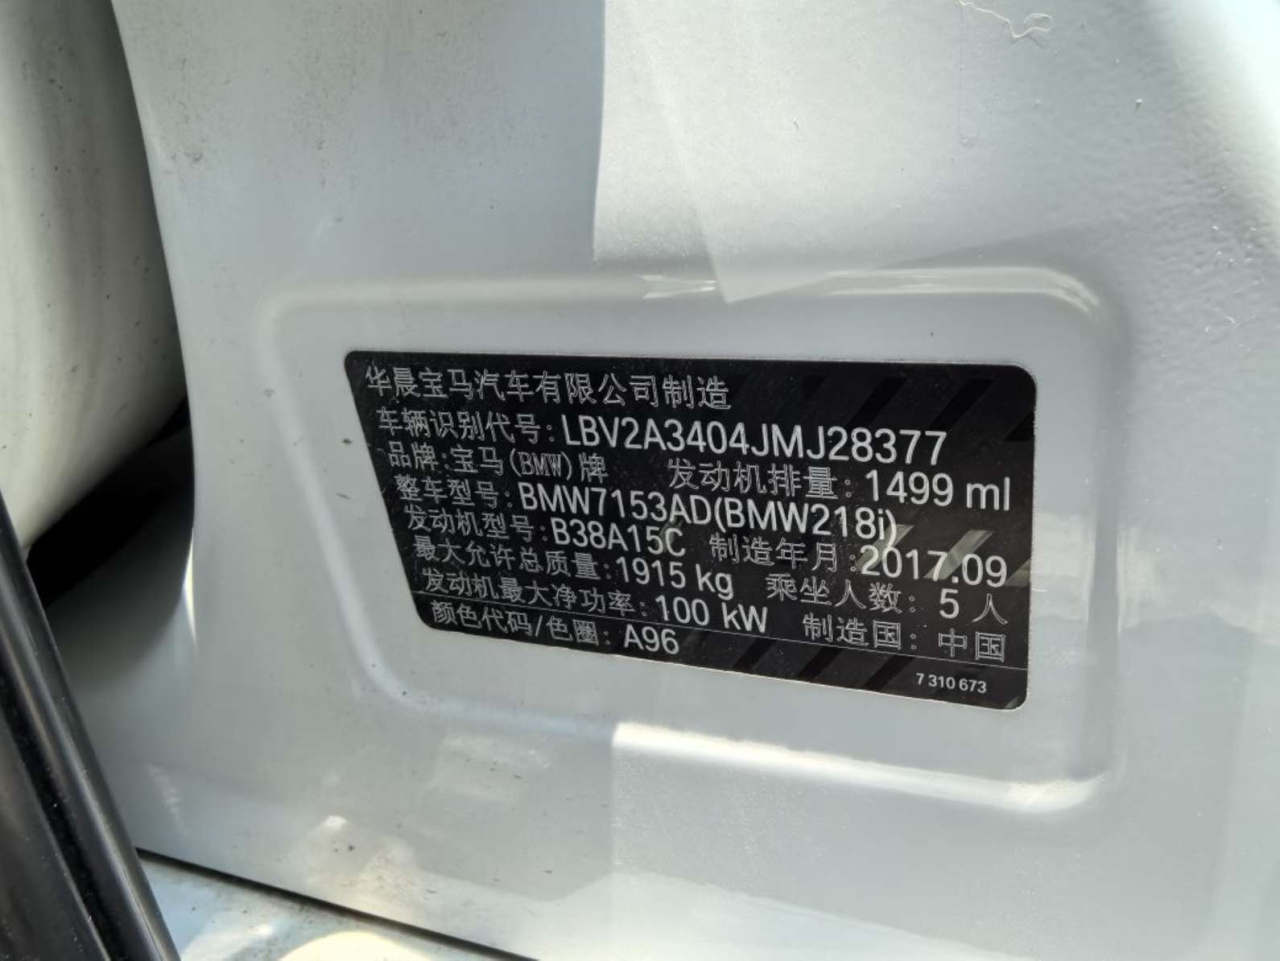 华晨宝马汽车有限公司制造
车辆识别代号: LBV2A3404JMJ28377
品牌: 宝马(BMW)牌 发动机排量: 1499 ml
整车型号: BMW7153AD(BMW218i)
发动机型号: B38A15C 制造年月: 2017.09
最大允许总质量: 1915 kg 乘坐人数: 5 人
发动机最大净功率: 100 kW 制造国: 中国
颜色代码/色圈: A96
7 310 673